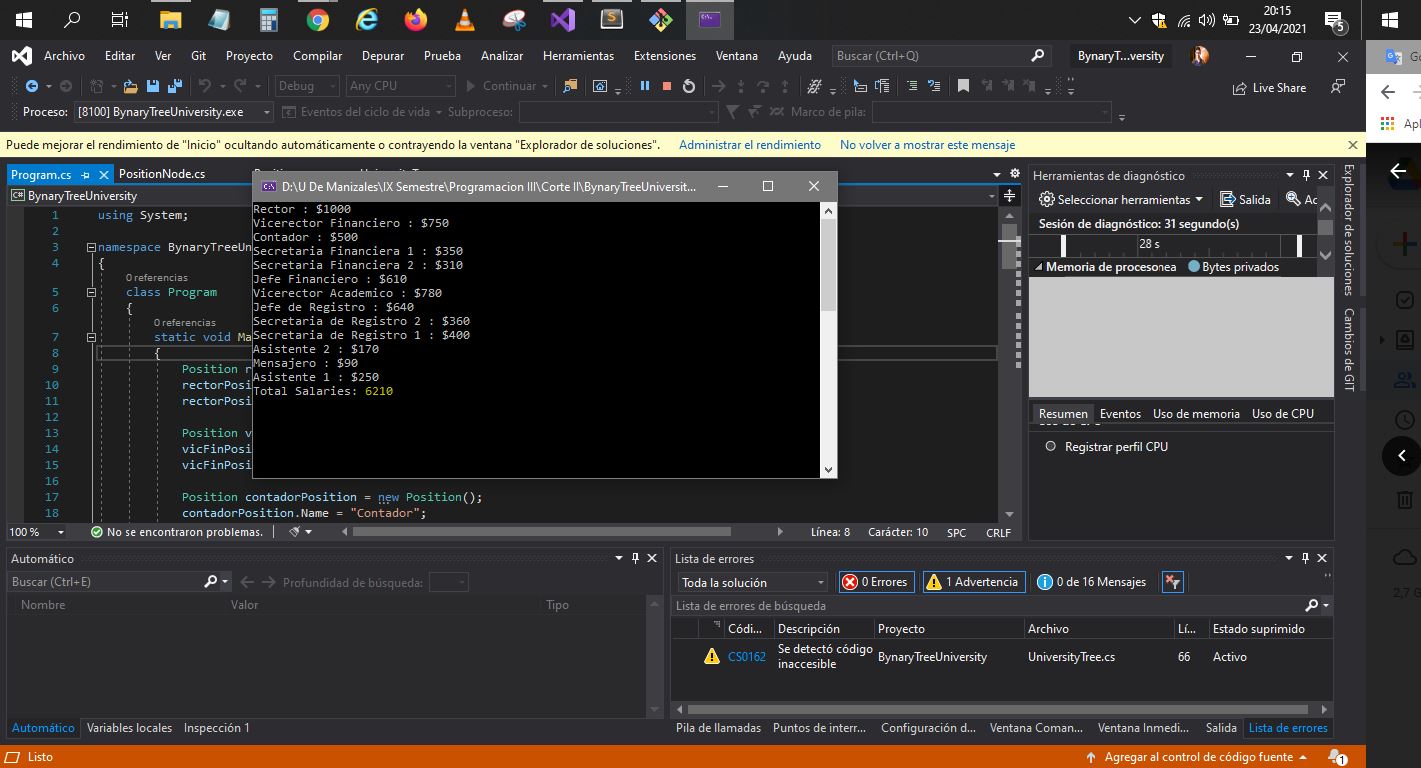 20:15
23/04/2021
5
Archivo Editar Ver Git Proyecto Compilar Depurar Prueba Analizar Herramientas Extensiones Ventana Ayuda Buscar (Ctrl+Q) BynaryT...versity
Debug Any CPU Continuar
Live Share
Proceso: [8100] BynaryTreeUniversity.exe Eventos del ciclo de vida Subproceso: Marco de pila:
Puede mejorar el rendimiento de "Inicio" ocultando automáticamente o contrayendo la ventana "Explorador de soluciones". Administrar el rendimiento No volver a mostrar este mensaje
Program.cs PositionNode.cs
BynaryTreeUniversity
D:\U De Manizales\IX Semestre\Programacion III\Corte II\BynaryTreeUniversit...
Rector : $1000
Vicerector Financiero : $750
Contador : $500
Secretaria Financiera 1 : $350
Secretaria Financiera 2 : $310
Jefe Financiero : $610
Vicerector Academico : $780
Jefe de Registro : $640
Secretaria de Registro 2 : $360
Secretaria de Registro 1 : $400
Asistente 2 : $170
Mensajero : $90
Asistente 1 : $250
Total Salaries: 6210
1 using System;
2
3 namespace BynaryTreeUn
4 {
0 referencias
5 class Program
6 {
0 referencias
7 static void Ma
8 {
9 Position r
10 rectorPosi
11 rectorPosi
12
13 Position v
14 vicFinPosi
15 vicFinPosi
16
17 Position contadorPosition = new Position();
18 contadorPosition.Name = "Contador";
100 % No se encontraron problemas. Línea: 8 Carácter: 10 SPC CRLF
Herramientas de diagnóstico
Seleccionar herramientas Salida Ac
Sesión de diagnóstico: 31 segundo(s)
28 s
Memoria de procesonea Bytes privados
Resumen Eventos Uso de memoria Uso de CPU
Registrar perfil CPU
Explorador de soluciones
Cambios de GIT
Automático
Buscar (Ctrl+E) Profundidad de búsqueda:
Nombre Valor Tipo
Automático Variables locales Inspección 1
Lista de errores
Toda la solución 0 Errores 1 Advertencia 0 de 16 Mensajes
Lista de errores de búsqueda
Códi... Descripción Proyecto Archivo Lí... Estado suprimido
CS0162 Se detectó código inaccesible BynaryTreeUniversity UniversityTree.cs 66 Activo
Pila de llamadas Puntos de interr... Configuración d... Ventana Coman... Ventana Inmedi... Salida Lista de errores
Listo Agregar al control de código fuente 1
Go
Apl
2,7 G